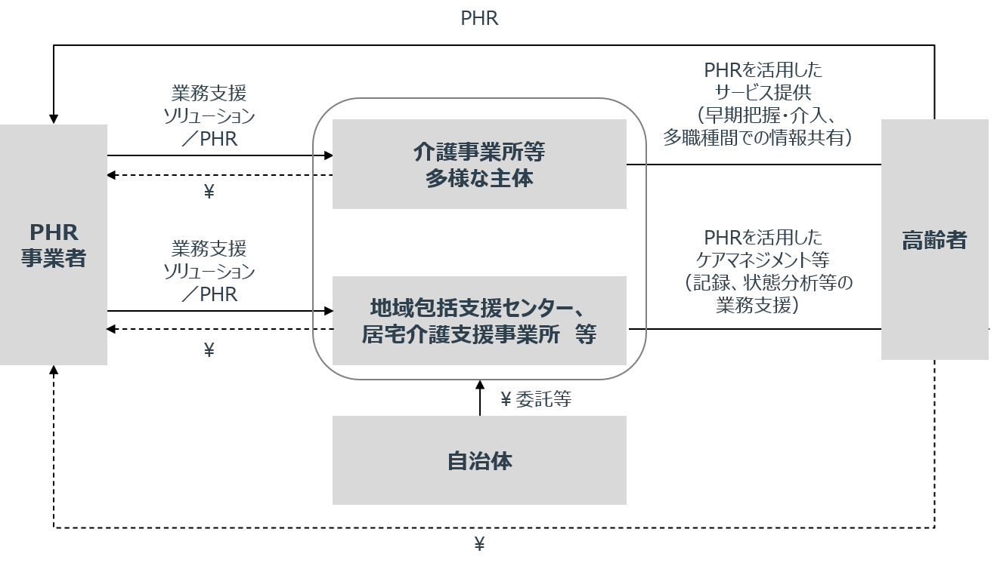 PHR
PHRを活用した
サービス提供
（早期把握・介入、
多職種間での情報共有）
業務支援
ソリューション
／PHR
介護事業所等
多様な主体
¥
PHR
事業者
高齢者
業務支援
ソリューション
／PHR
PHRを活用した
ケアマネジメント等
（記録、状態分析等の
業務支援）
地域包括支援センター、
居宅介護支援事業所　等
¥
¥ 委託等
自治体
¥